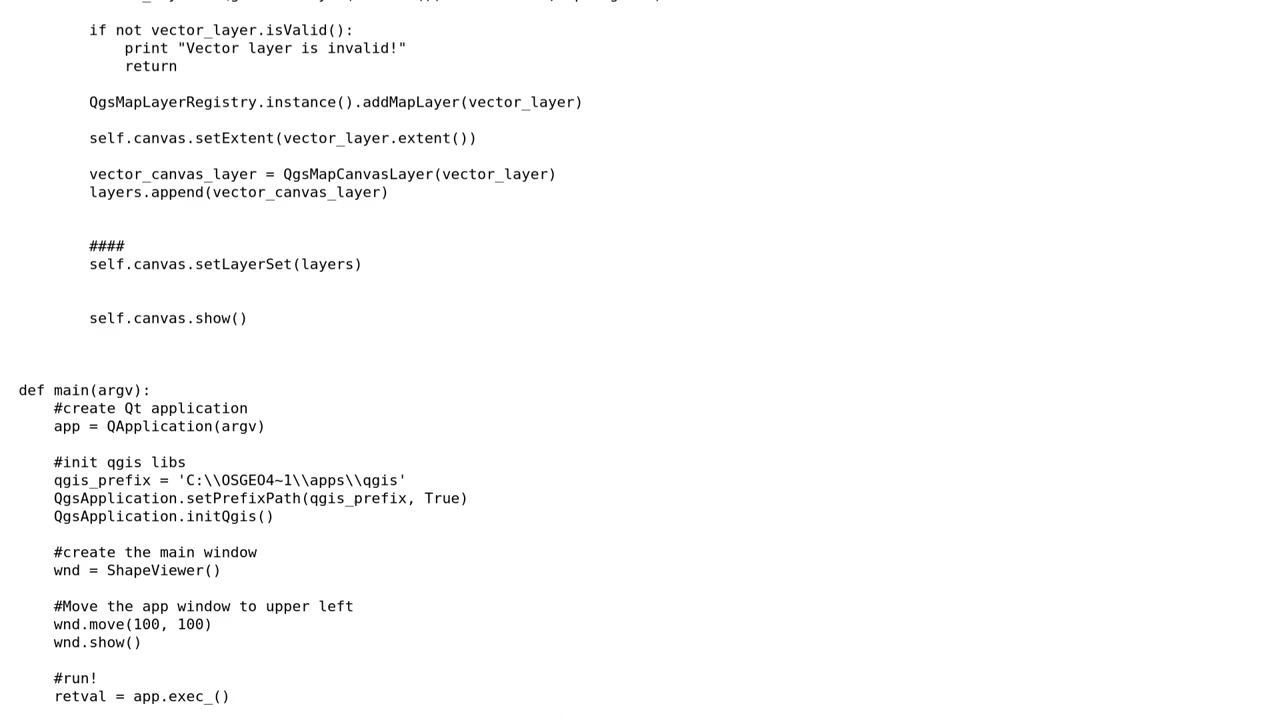 if not vector_layer.isValid():
print "Vector layer is invalid!"
return
QgsMapLayerRegistry.instance().addMapLayer(vector_layer)
self.canvas.setExtent(vector_layer.extent())
vector_canvas_layer = QgsMapCanvasLayer(vector_layer)
layers.append(vector_canvas_layer)
####
self.canvas.setLayerSet(layers)
self.canvas.show()
def main(argv):
#create Qt application
app = QApplication(argv)
#init qgis libs
qgis_prefix = 'C:\\OSGEO4~1\\apps\\qgis'
QgsApplication.setPrefixPath(qgis_prefix, True)
QgsApplication.initQgis()
#create the main window
wnd = ShapeViewer()
#Move the app window to upper left
wnd.move(100, 100)
wnd.show()
#run!
retval = app.exec_()